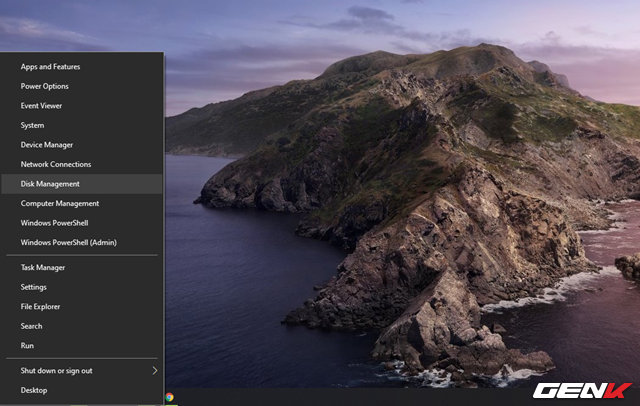 Apps and Features
Power Options
Event Viewer
System
Device Manager
Network Connections
Disk Management
Computer Management
Windows PowerShell
Windows PowerShell (Admin)
Task Manager
Settings
File Explorer
Search
Run
Shut down or sign out
Desktop
GENK